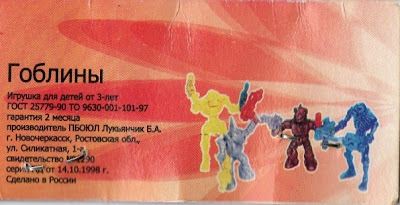 Гоблины
Игрушка для детей от 3-лет
ГОСТ 25779-90 ТО 9630-001-101-97
гарантия 2 месяца
производитель ПБОЮЛ Лукьянчик Б.А.
г. Новочеркасск, Ростовская обл.,
ул. Силикатная, 1-
свидетельство
от 14.10.1998 г.
Сделано в России